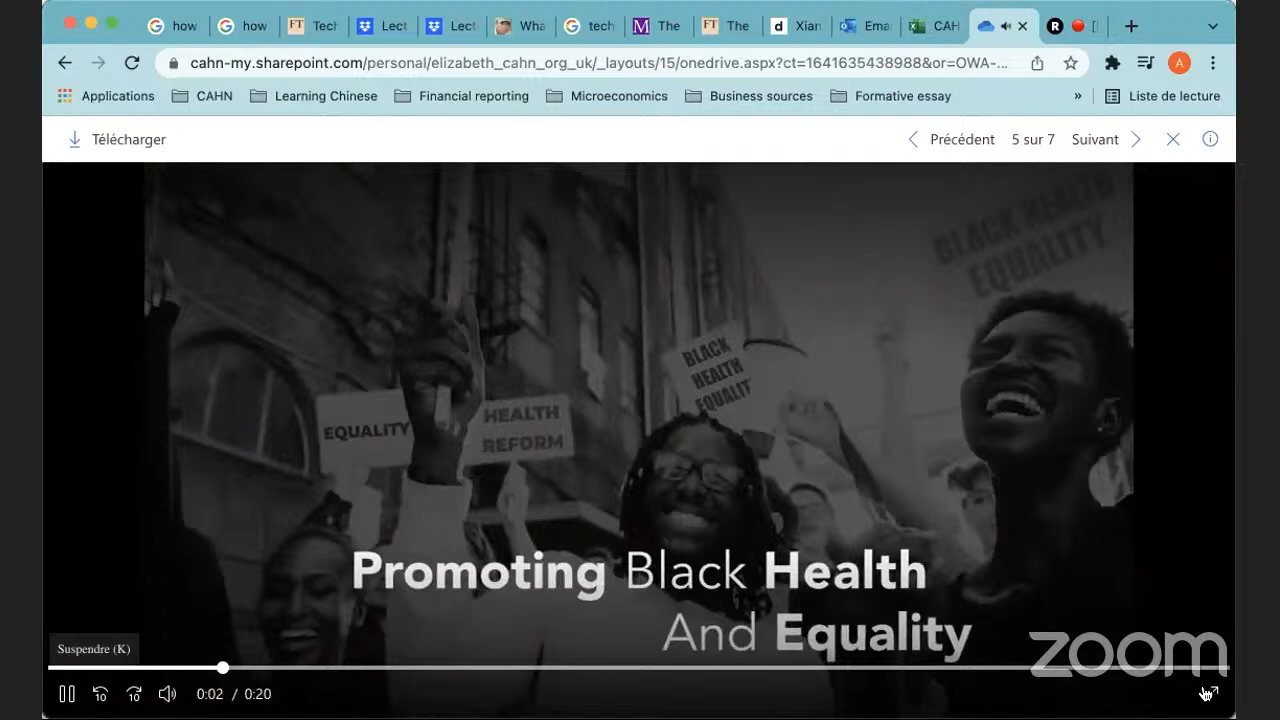 how
how
Tech
Lect
Lect
Wha
tech
The
The
Xian
Ema
CAH
cahn-my.sharepoint.com/personal/elizabeth_cahn_org_uk/_layouts/15/onedrive.aspx?ct=1641635438988&or=OWA-...
Applications
CAHN
Learning Chinese
Financial reporting
Microeconomics
Business sources
Formative essay
»
Liste de lecture
Télécharger
Précédent
5 sur 7
Suivant
BLACK HEALTH
EQUALITY
BLACK
HEALTH
EQUALITY
EQUALITY
HEALTH
REFORM
Promoting Black Health
And Equality
Suspendre (K)
zoom
10
10
0:02 / 0:20